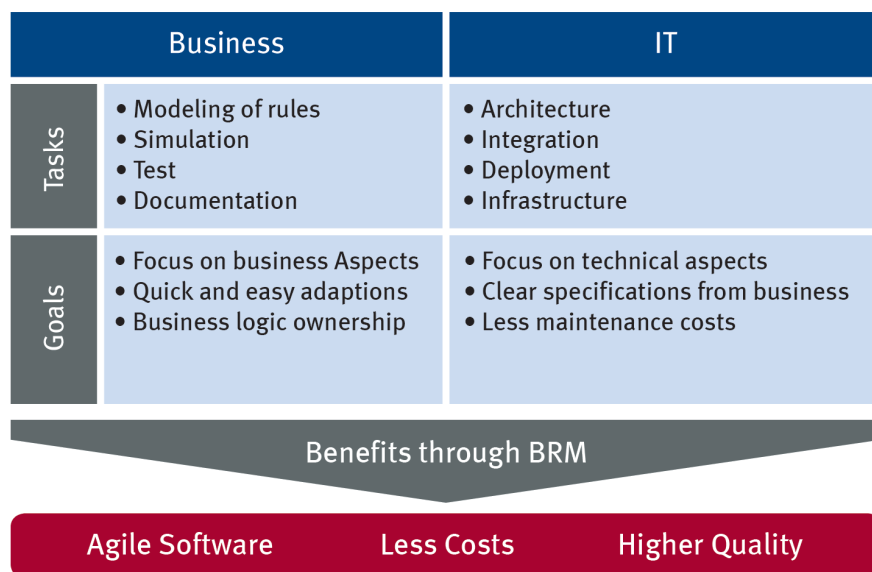 Business
IT
Tasks
• Modeling of rules
• Simulation
• Test
• Documentation
• Architecture
• Integration
• Deployment
• Infrastructure
Goals
• Focus on business Aspects
• Quick and easy adaptions
• Business logic ownership
• Focus on technical aspects
• Clear specifications from business
• Less maintenance costs
Benefits through BRM
Agile Software
Less Costs
Higher Quality